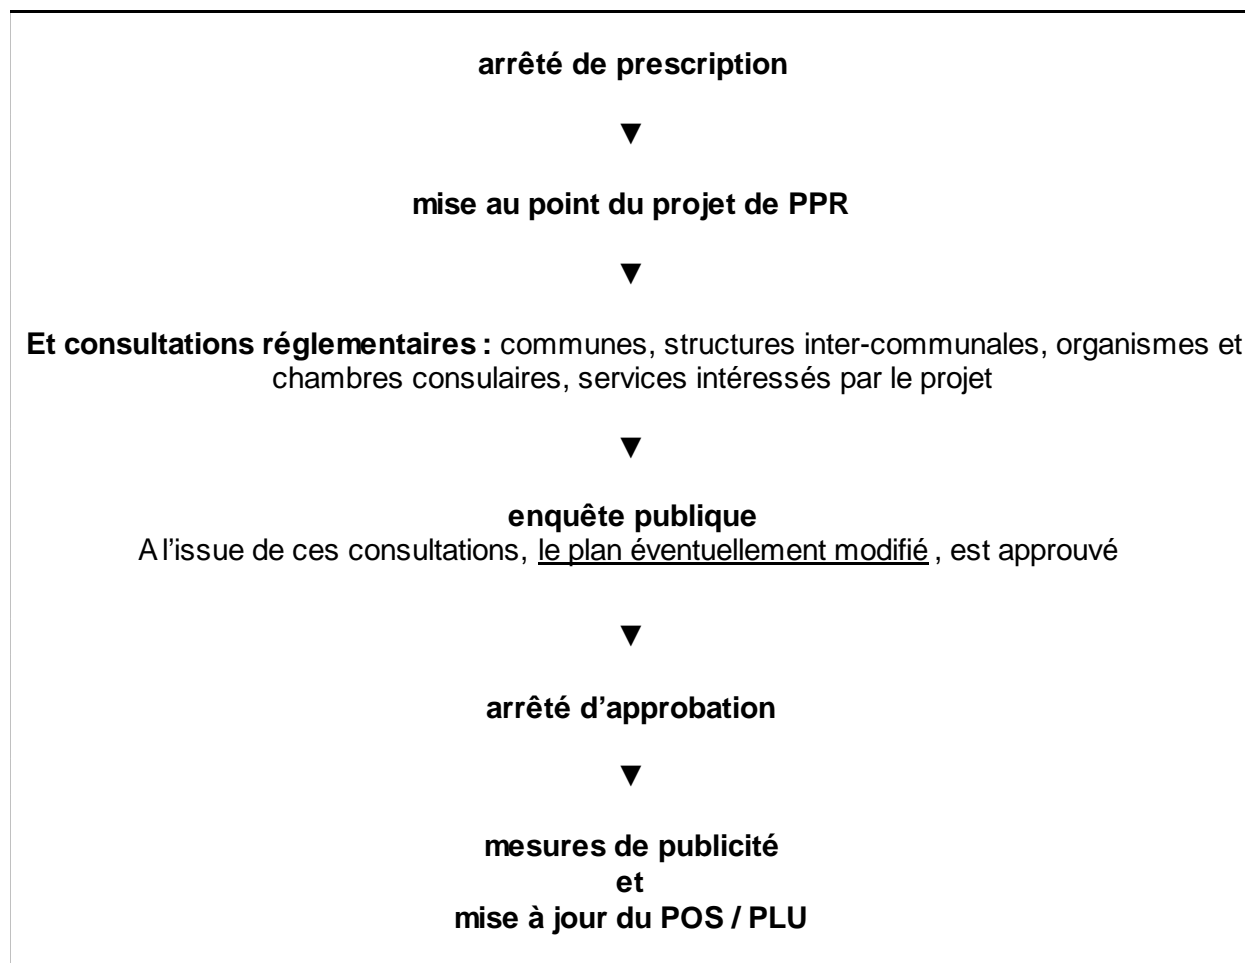 arrêté de prescription
▼
mise au point du projet de PPR
▼
Et consultations réglementaires : communes, structures inter-communales, organismes et
chambres consulaires, services intéressés par le projet
▼
enquête publique
A l’issue de ces consultations, le plan éventuellement modifié , est approuvé
▼
arrêté d’approbation
▼
mesures de publicité
et
mise à jour du POS / PLU